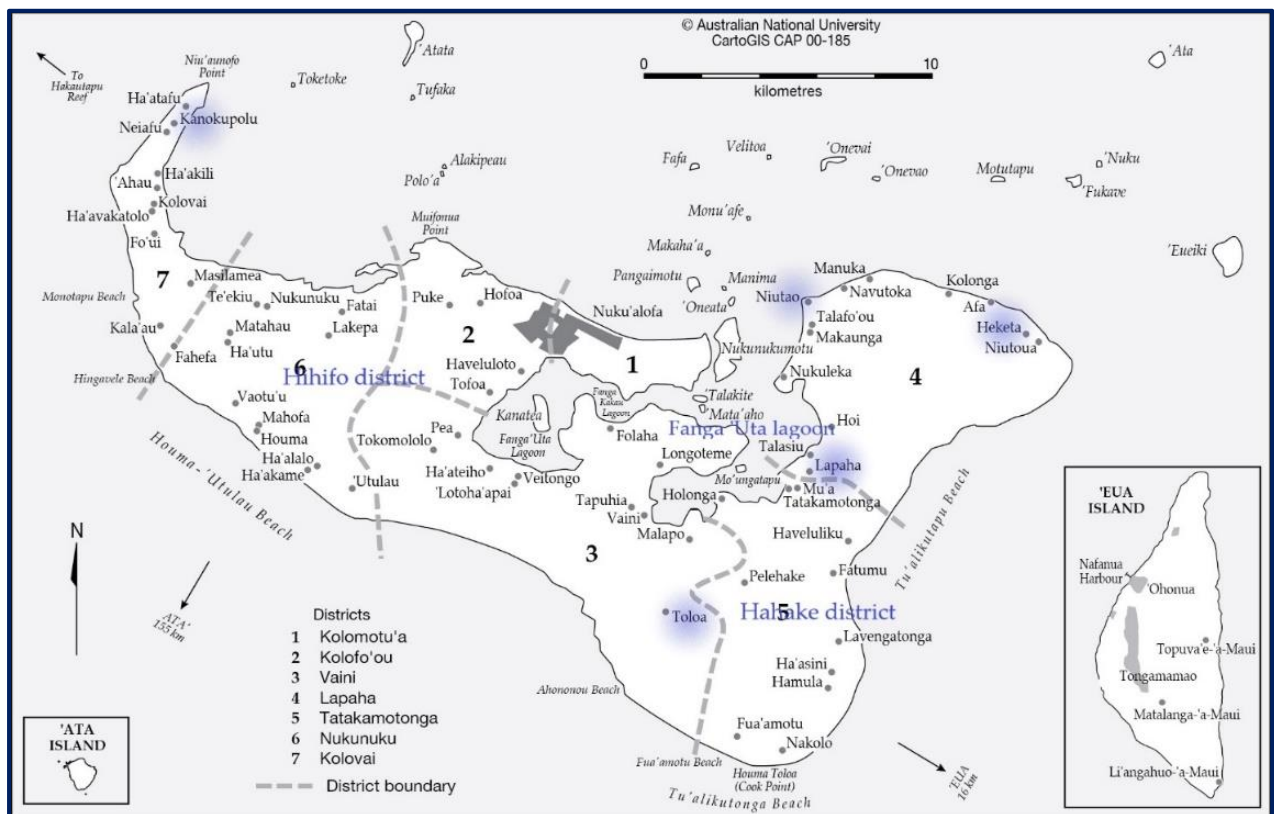 © Australian National University
CartoGIS CAP 00-185
0 10
kilometres
'Ata
'Atata
Niu'aunofo
Point
To
Hakautapu
Reef
Toketoke
Tufaka
Ha'atafu
Kanokupolu
Neiafu
Ha'akili
'Ahau
Kolovai
Ha'avakatolo
Fo'ui
Alakipeau
Polo'a
Muifonua
Point
Fafa
Velitoa
'Onevai
'Onevao
Motutapu
'Nuku
'Fukave
'Eueiki
Monu'afe
Makaha'a
Pangaimotu
Manima
'Oneata
Niutao
Manuka
Navutoka
Kolonga
Afa
Heketa
Niutoua
7
Masilamea
Te'ekiu
Nukunuku
Fatai
Monotapu Beach
Kala'au
Matahau
Lakepa
Ha'utu
Fahefa
Hingavele Beach
6
Hihifo district
Puke
Hofoa
2
Nuku'alofa
1
Haveluloto
Tofoa
Nukunukumotu
Talafo'ou
Makaunga
Nukuleka
4
Vaotu'u
Mahofa
Houma
Ha'alalo
Ha'akame
Houma-'Utulau Beach
Kanatea
Fanga
Kakau
Lagoon
'Talakite
Mata'aho
Fanga 'Uta lagoon
Hoi
Pea
Tokomololo
Fanga'Uta
Lagoon
Folaha
Longoteme
Talasiu
Lapaha
'Utulau
Ha'ateiho
'Lotoha'apai
Veitongo
Mo'ungatapu
Mu'a
Tatakamotonga
Tapuhia
Vaini
Holonga
Malapo
Haveluliku
Tu'alikutapu Beach
3
Pelehake
Fatumu
Toloa
5
Hahake district
Lavengatonga
Ha'asini
Hamula
Ahononou Beach
Fua'amotu
Nakolo
Fua'amotu Beach
Houma Toloa
(Cook Point)
Tu'alikutonga Beach
'EUA
16 km
N
ATA'
155 km
Districts
1 Kolomotu'a
2 Kolofo'ou
3 Vaini
4 Lapaha
5 Tatakamotonga
6 Nukunuku
7 Kolovai
District boundary
'ATA
ISLAND
'EUA
ISLAND
Nafanua
Harbour
'Ohonua
Topuva'e-'a-Maui
Tongamamao
Matalanga-'a-Maui
Li'angahuo-'a-Maui